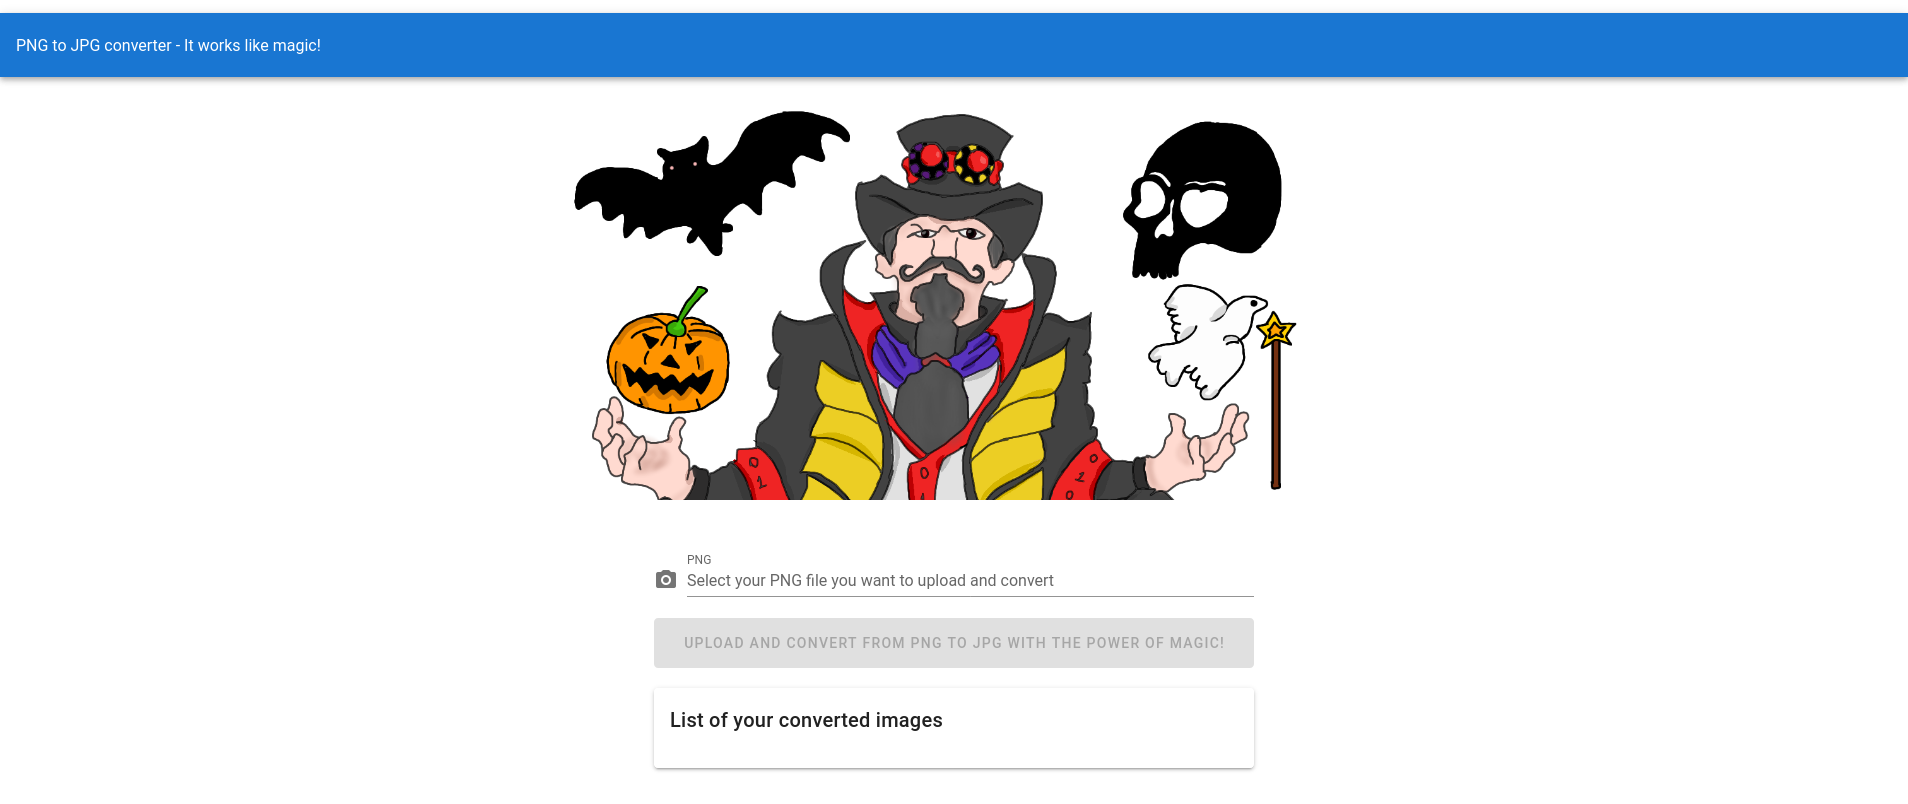 PNG to JPG converter - It works like magic!
0
1
0
1
0
1
0
PNG
Select your PNG file you want to upload and convert
UPLOAD AND CONVERT FROM PNG TO JPG WITH THE POWER OF MAGIC!
List of your converted images